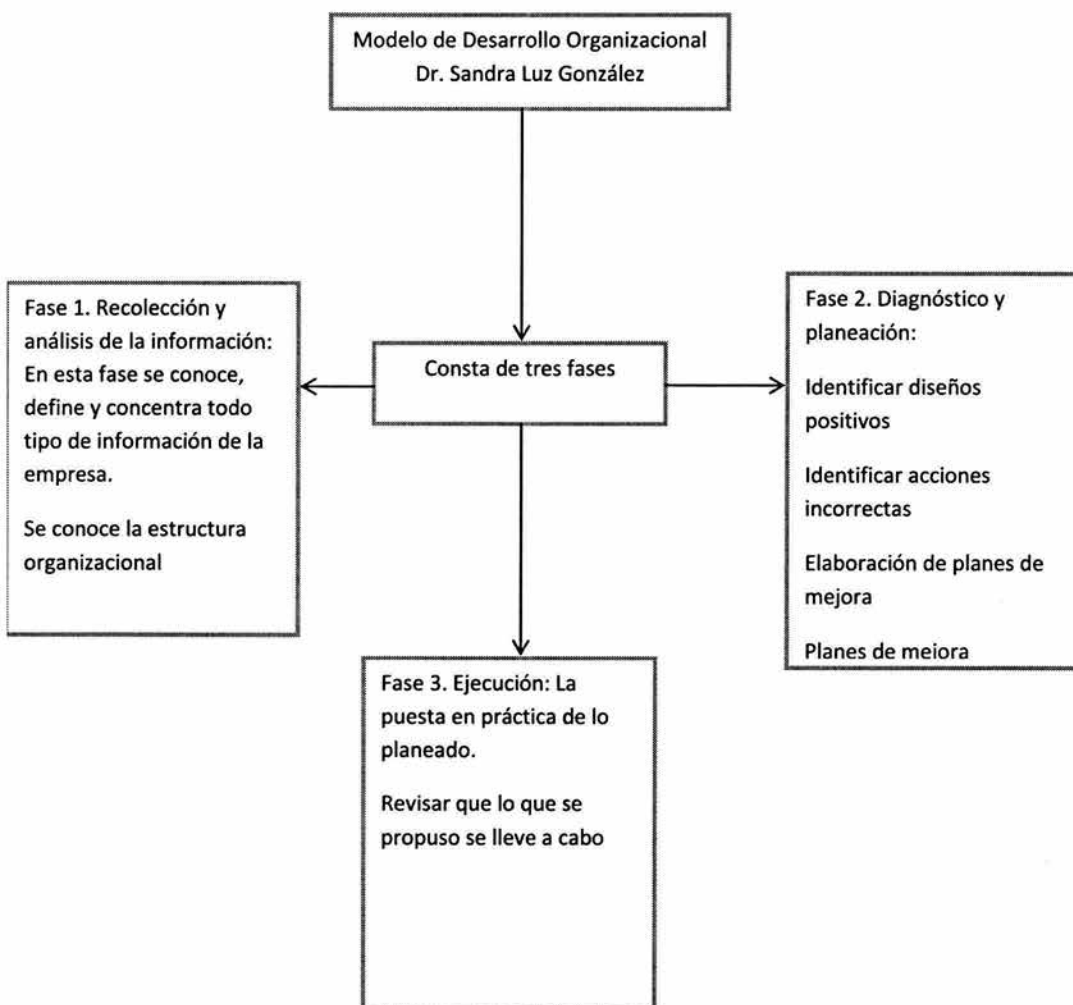 Modelo de Desarrollo Organizacional
Dr. Sandra Luz González
Fase 1. Recolección y
análisis de la información:
En esta fase se conoce,
define y concentra todo
tipo de información de la
empresa.
Se conoce la estructura
organizacional
Consta de tres fases
Fase 2. Diagnóstico y
planeación:
Identificar diseños
positivos
Identificar acciones
incorrectas
Elaboración de planes de
mejora
Planes de mejora
Fase 3. Ejecución: La
puesta en práctica de lo
planeado.
Revisar que lo que se
propuso se lleve a cabo